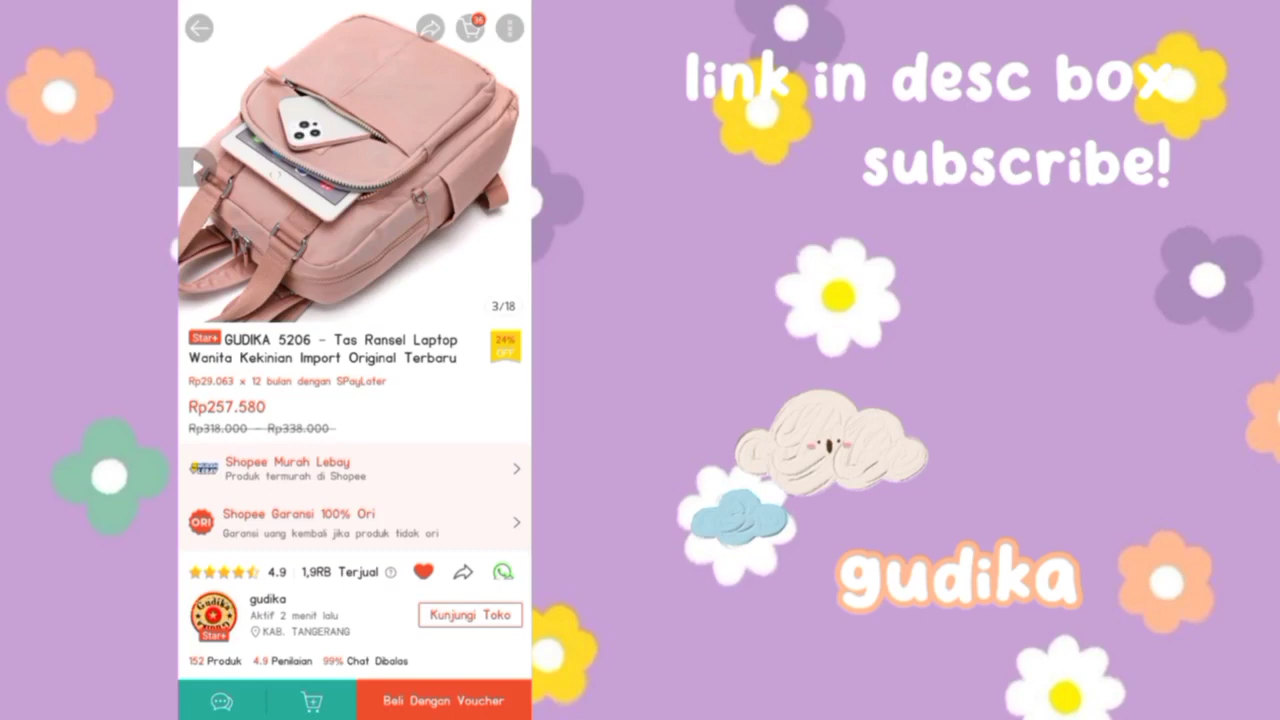 36
3/18
Star+ GUDIKA 5206 - Tas Ransel Laptop
Wanita Kekinian Import Original Terbaru
24%
OFF
Rp29.063 x 12 bulan dengan SPayLater
Rp257.580
Rp318.000 - Rp338.000
Shopee Murah Lebay
Produk termurah di Shopee
ORI
Shopee Garansi 100% Ori
Garansi uang kembali jika produk tidak ori
4.9 1,9RB Terjual
Gudika
Star+
gudika
Aktif 2 menit lalu
KAB. TANGERANG
Kunjungi Toko
152 Produk 4.9 Penilaian 99% Chat Dibalas
Beli Dengan Voucher
link in desc box
subscribe!
gudika